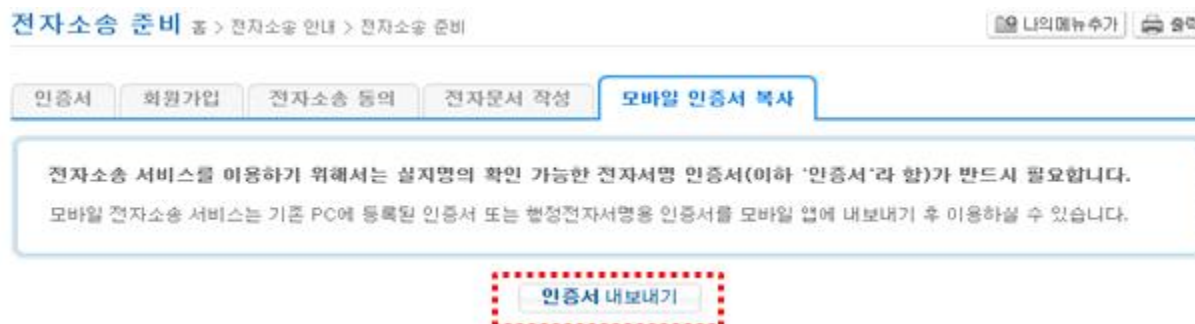 전자소송 준비 홈 > 전자소송 안내 > 전자소송 준비
나의메뉴추가
인증서 회원가입 전자소송 동의 전자문서 작성 모바일 인증서 복사
전자소송 서비스를 이용하기 위해서는 실지명의 확인 가능한 전자서명 인증서(이하 '인증서'라 함)가 반드시 필요합니다.
모바일 전자소송 서비스는 기존 PC에 등록된 인증서 또는 행정전자서명용 인증서를 모바일 앱에 내보내기 후 이용하실 수 있습니다.
인증서 내보내기